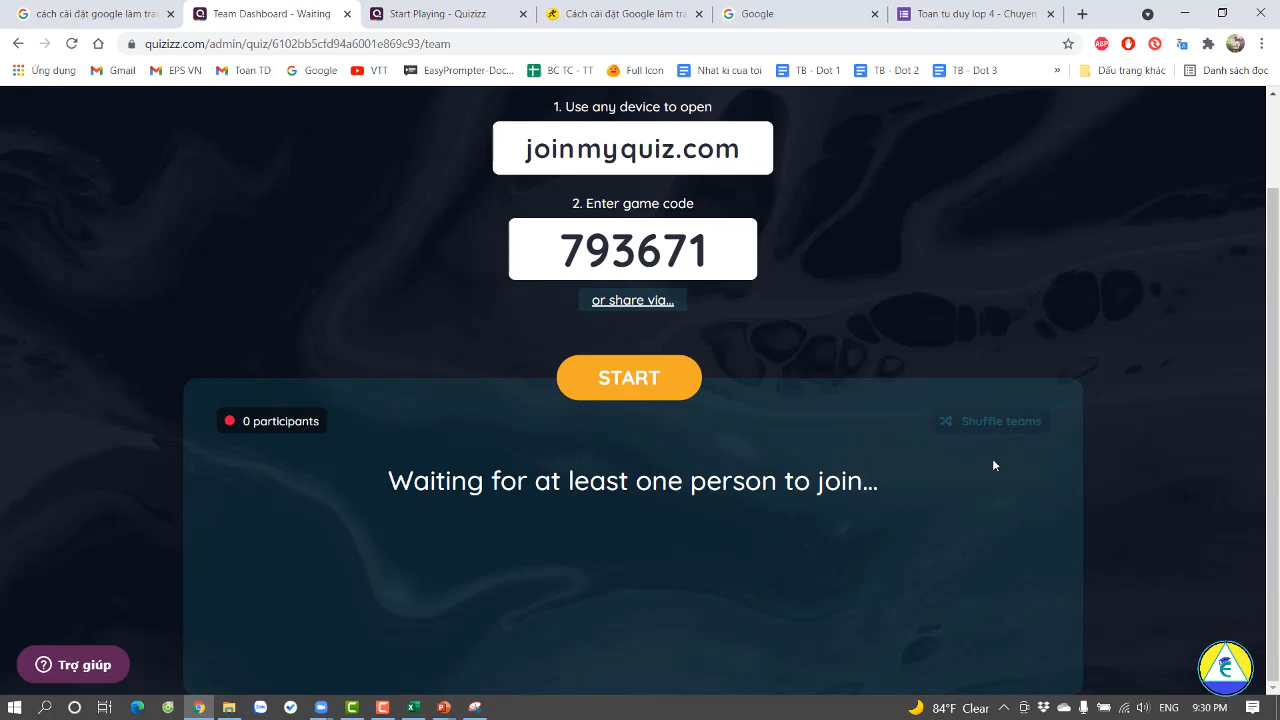 cách cài đặt google làm tran
Team Dashboard - Waiting
Start Playing - Quizizz
Cách cài đặt google làm tra
Google
Toan tu duy lop 4 - Chuyen
quizizz.com/admin/quiz/6102bb5cfd94a6001e868c93/team
Ứng dụng
Gmail
EPS VN
Toan TD
Google
VTT
EasyPrompter-Doc...
BC TC - TT
Full Icon
Nhat ki cua toi
TB - Dot 1
TB - Dot 2
TB - Dot 3
»
Dấu trang khác
Danh sách đọc
1. Use any device to open
joinmyquiz.com
2. Enter game code
793671
or share via...
START
0 participants
Shuffle teams
Waiting for at least one person to join...
Trợ giúp
84°F Clear
ENG
9:30 PM